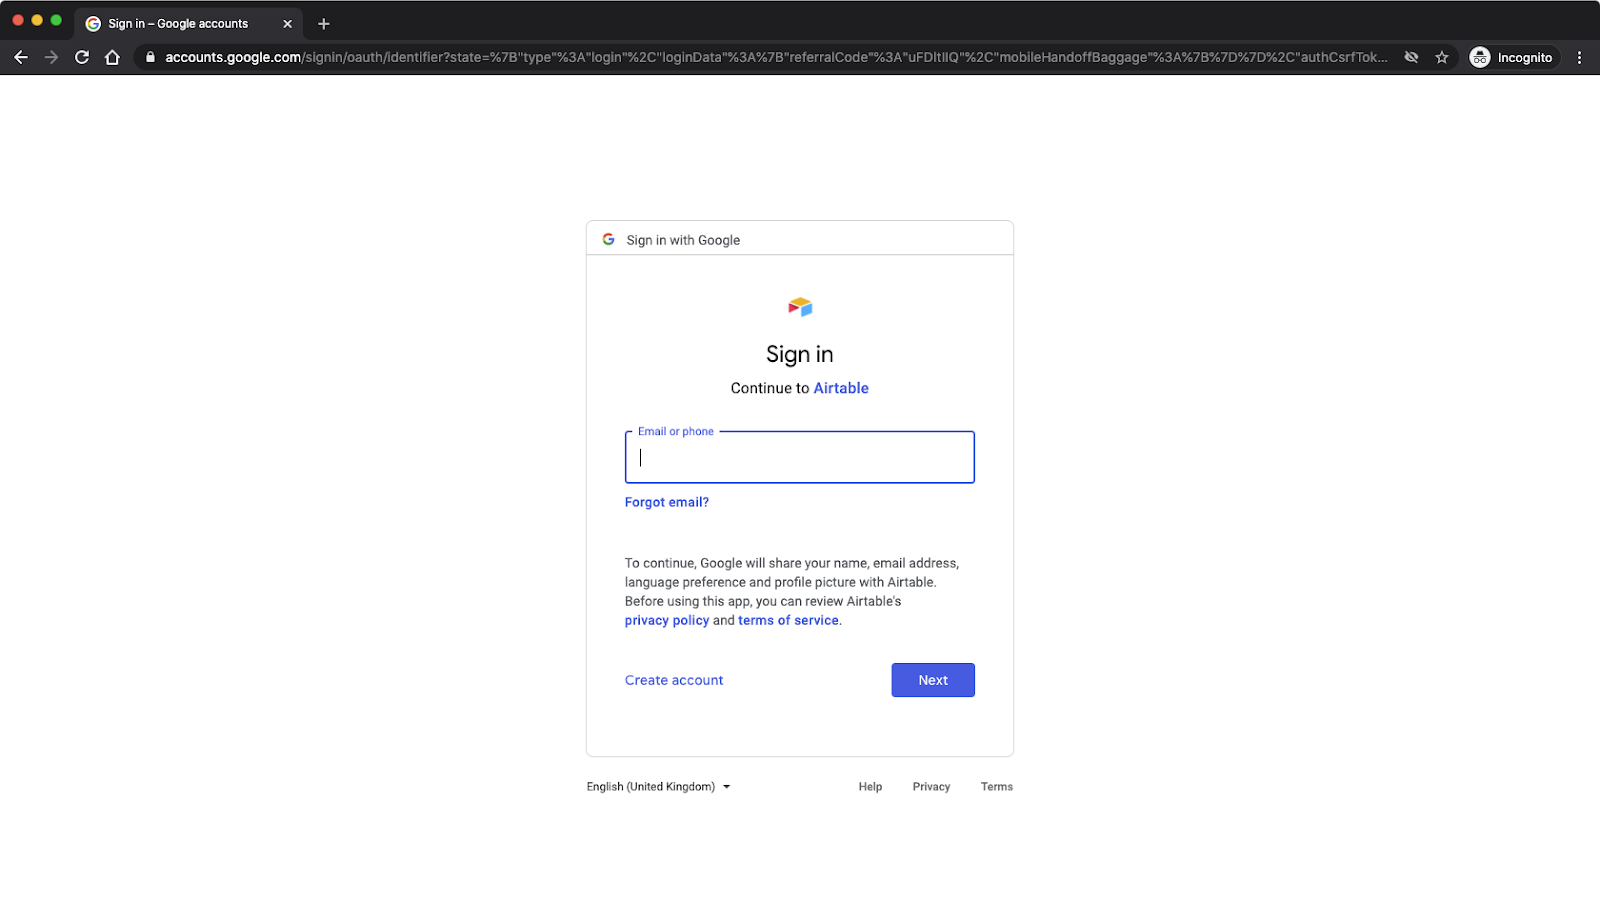 Sign in – Google accounts
accounts.google.com/signin/oauth/identifier?state=%7B"type"%3A"login"%2C"loginData"%3A%7B"referralCode"%3A"uFDltIlQ"%2C"mobileHandoffBaggage"%3A%7B%7D%7D%2C"authCsrfTok...
Incognito
Sign in with Google
Sign in
Continue to Airtable
Email or phone
Forgot email?
To continue, Google will share your name, email address,
language preference and profile picture with Airtable.
Before using this app, you can review Airtable's
privacy policy and terms of service.
Create account
Next
English (United Kingdom)
Help
Privacy
Terms